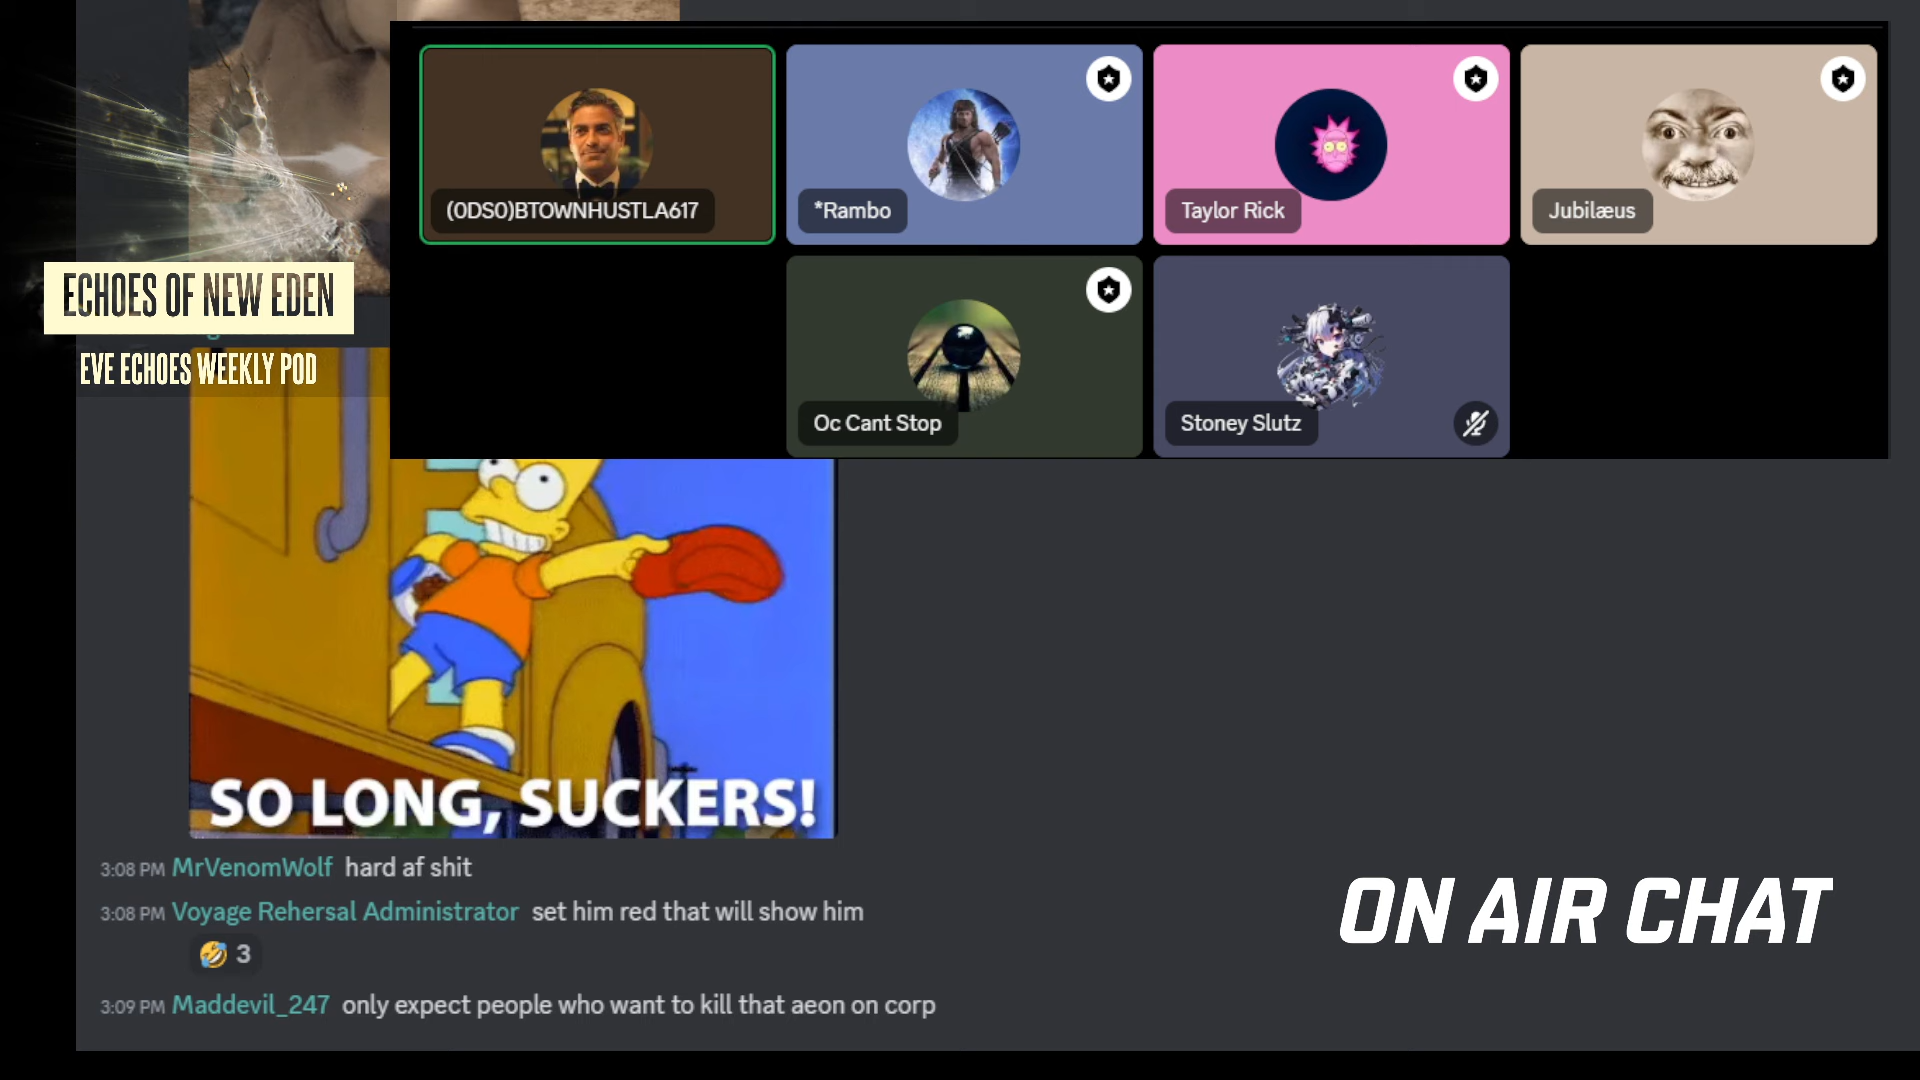 (0DS0)BTOWNHUSTLA617
*Rambo
Taylor Rick
Jubilæus
ECHOES OF NEW EDEN
EVE ECHOES WEEKLY POD
Oc Cant Stop
Stoney Slutz
SO LONG, SUCKERS!
3:08 PM MrVenomWolf hard af shit
3:08 PM Voyage Rehersal Administrator set him red that will show him
🤣 3
3:09 PM Maddevil_247 only expect people who want to kill that aeon on corp
ON AIR CHAT